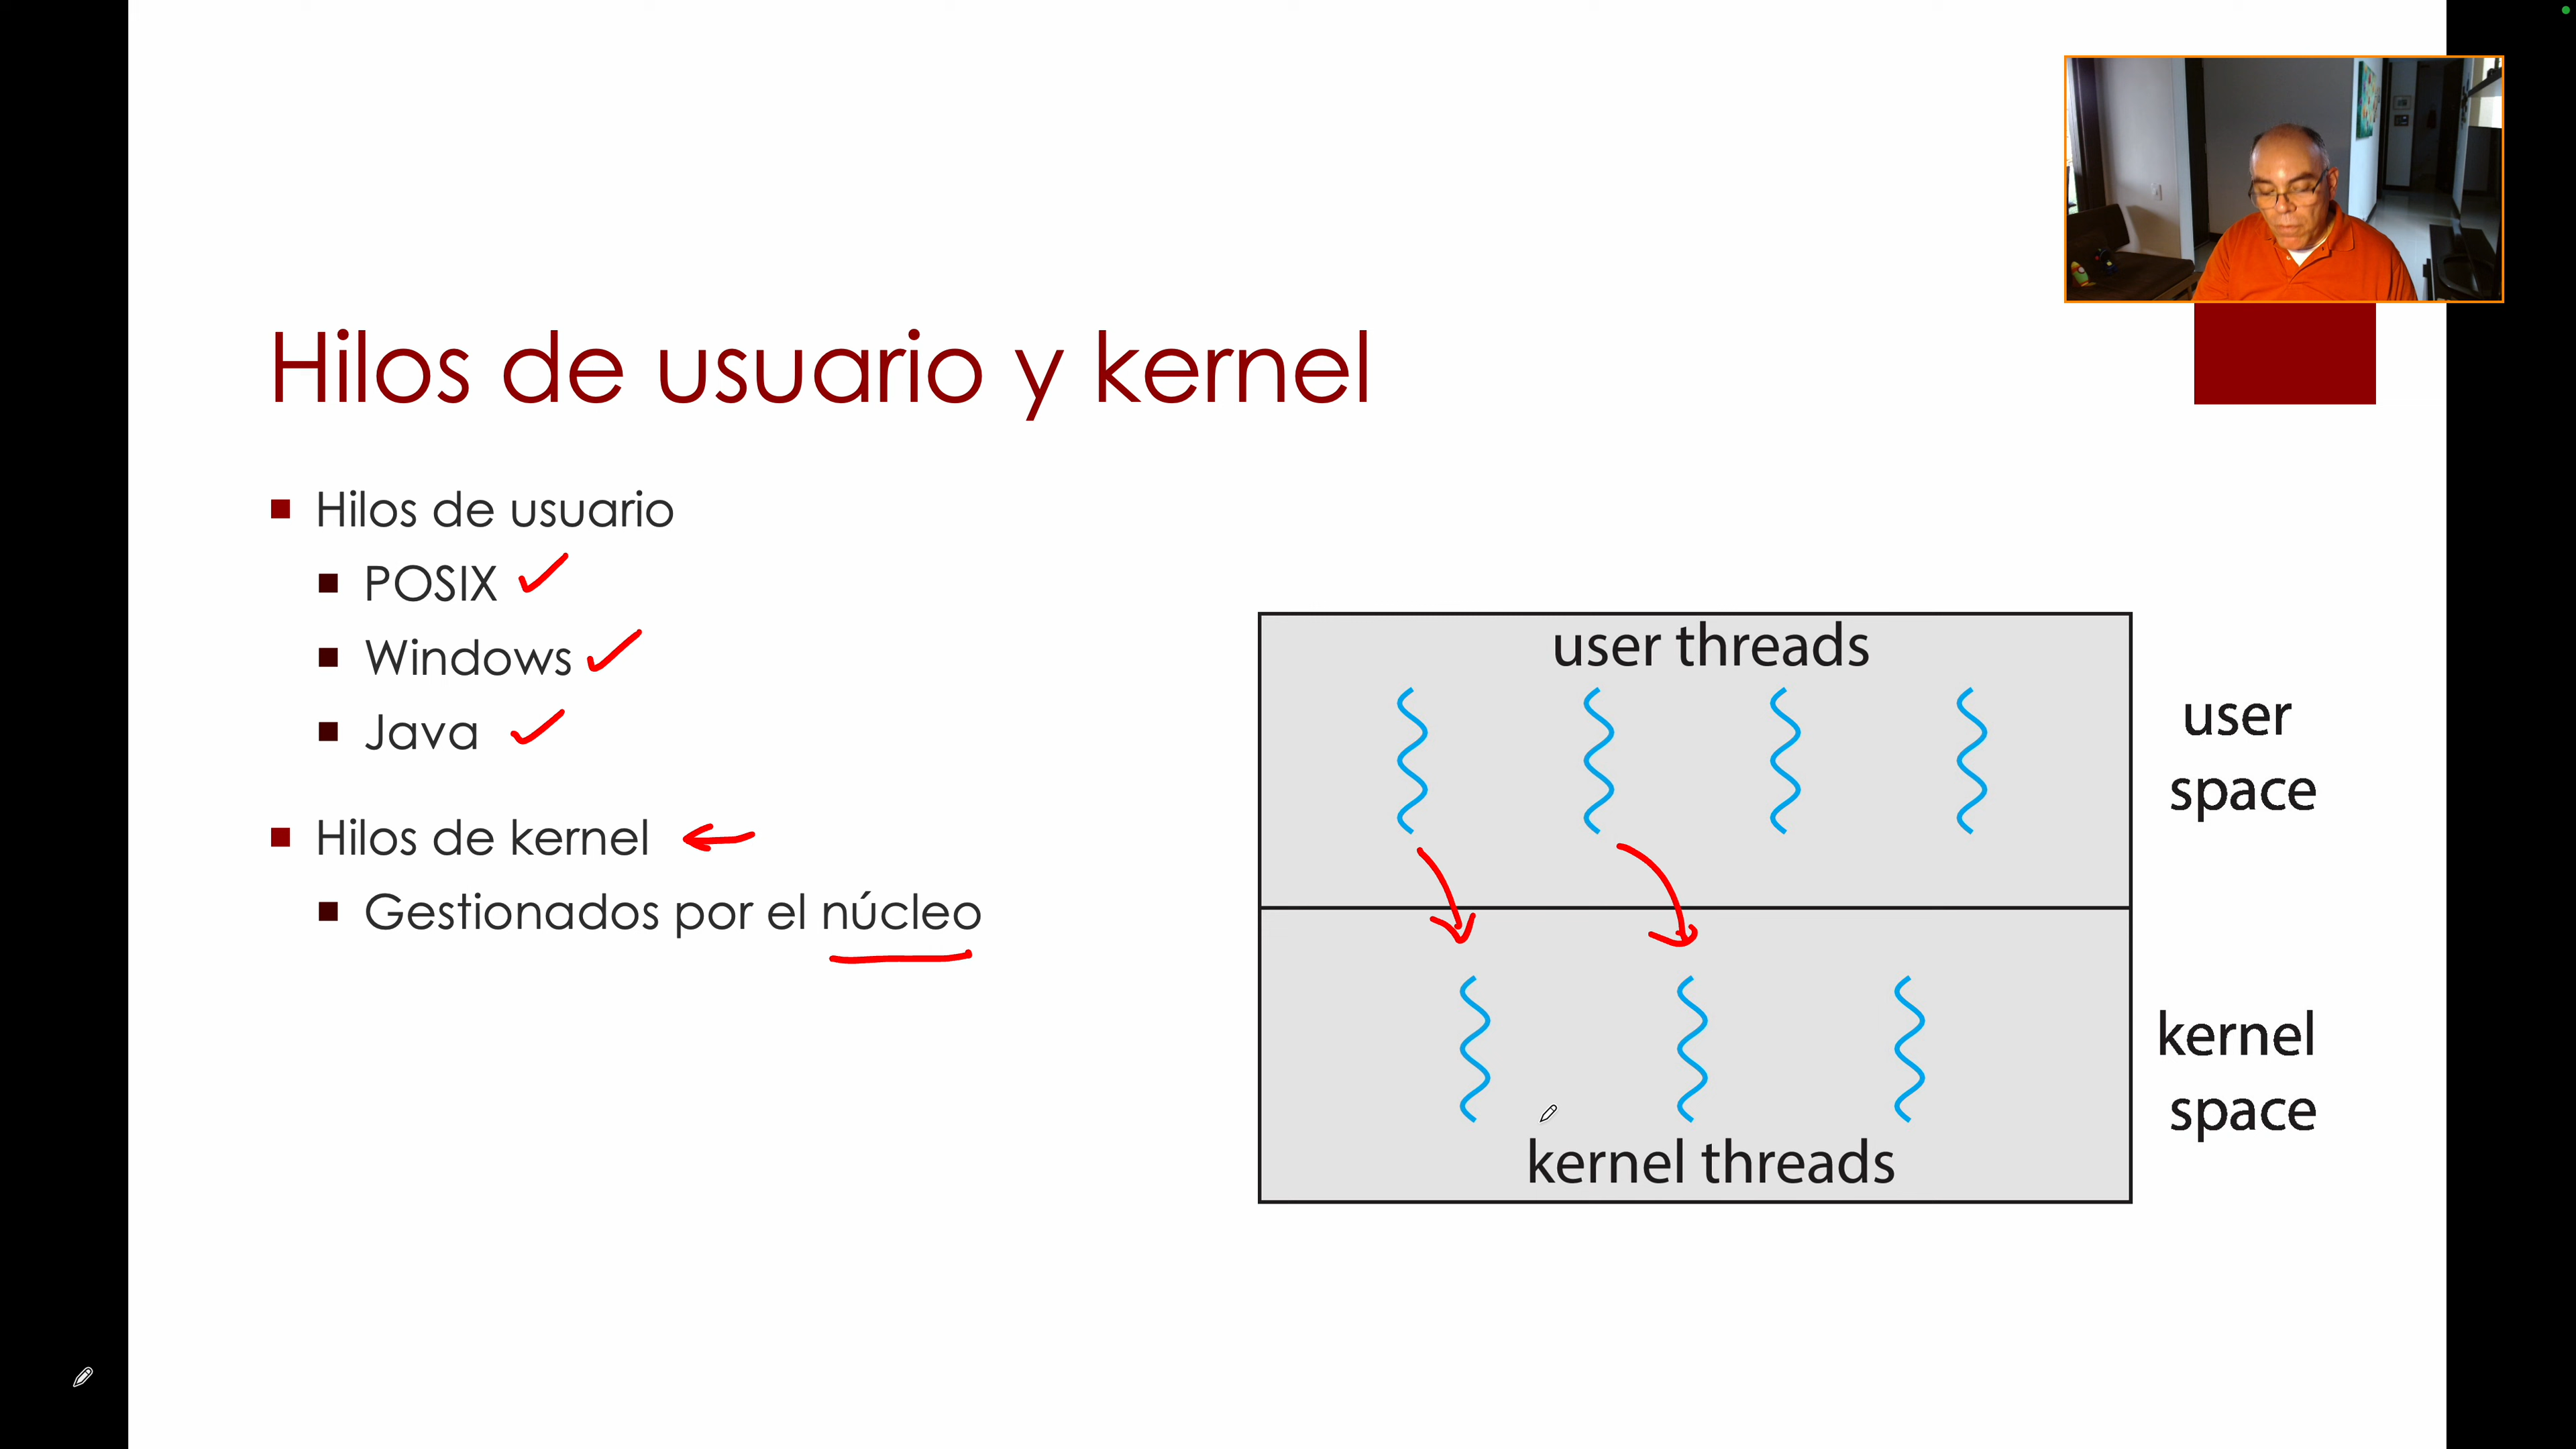 Hilos de usuario y kernel
Hilos de usuario
POSIX
Windows
Java
Hilos de kernel
Gestionados por el núcleo
user threads
user
space
kernel
space
kernel threads